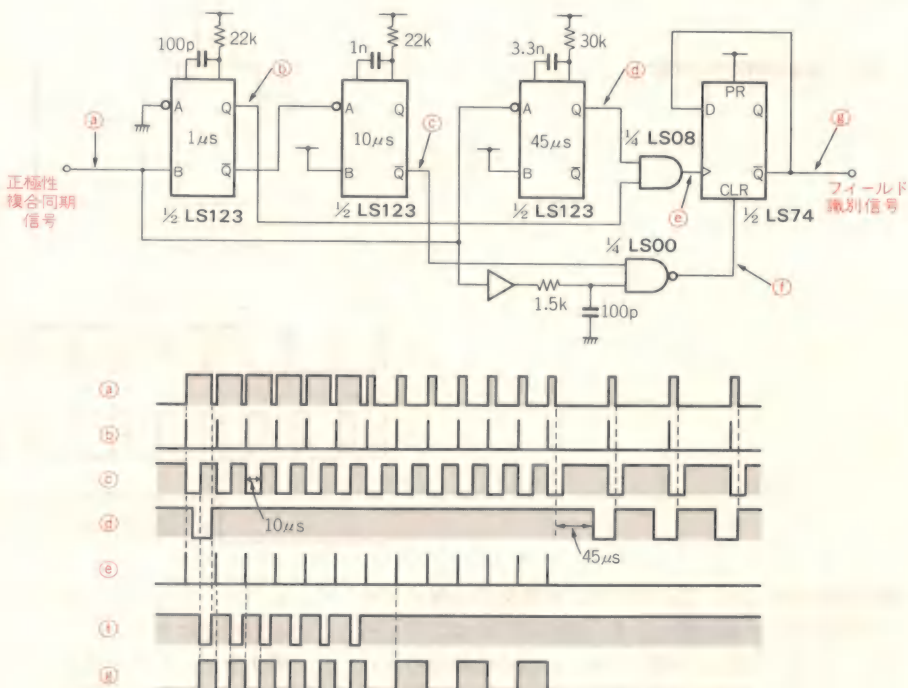 100p
22k
1n
22k
3.3n
30k
ⓑ
ⓓ
ⓐ
A
Q
1μs
B
Q̅
½ LS123
A
Q
10μs
B
Q̅
½ LS123
ⓒ
A
Q
45μs
B
Q̅
½ LS123
¼ LS08
PR
D
Q
Q̅
CLR
½ LS74
ⓖ
ⓔ
正極性
複合同期
信号
フィールド
識別信号
¼ LS00
ⓕ
1.5k
100p
ⓐ
ⓑ
ⓒ
10μs
ⓓ
45μs
ⓔ
ⓕ
ⓖ